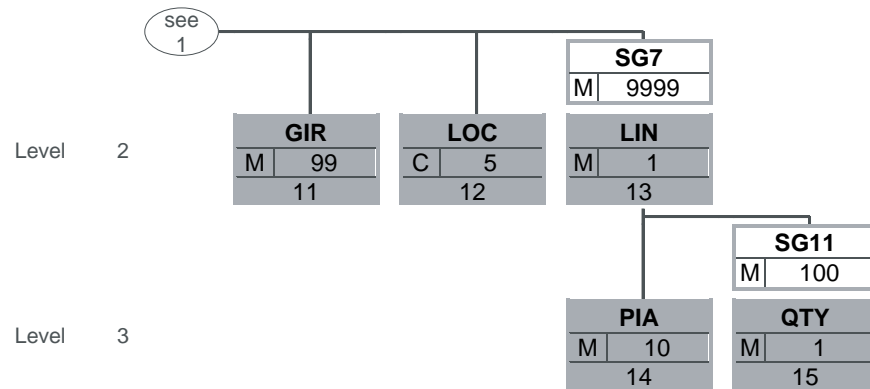 see
1
SG7
M 9999
GIR LOC LIN
Level 2 M 99 C 5 M 1
11 12 13
SG11
M 100
PIA QTY
Level 3 M 10 M 1
14 15